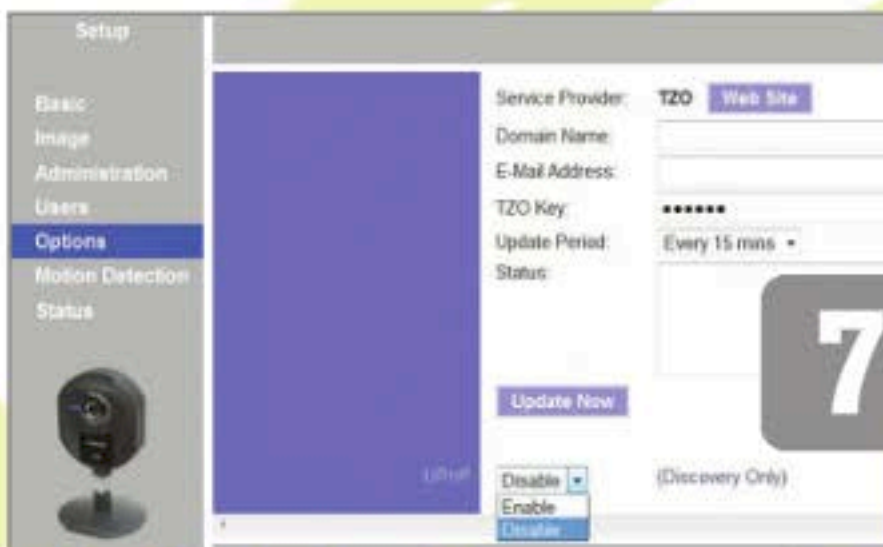 Setup
Basic
Image
Administration
Users
Options
Motion Detection
Status
Service Provider: TZO Web Site
Domain Name:
E-Mail Address:
TZO Key: ●●●●●●
Update Period: Every 15 mins
Status:
7
Update Now
UPnP
Disable (Discovery Only)
Enable
Disable